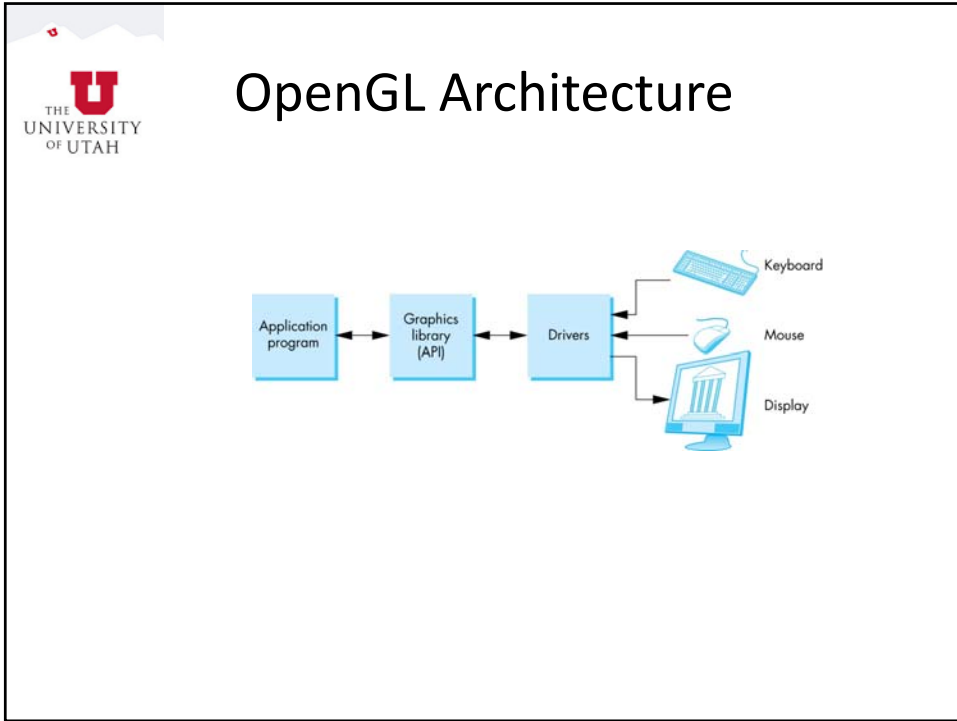 OpenGL Architecture
THE
UNIVERSITY
OF UTAH
Application
program
Graphics
library
(API)
Drivers
Keyboard
Mouse
Display